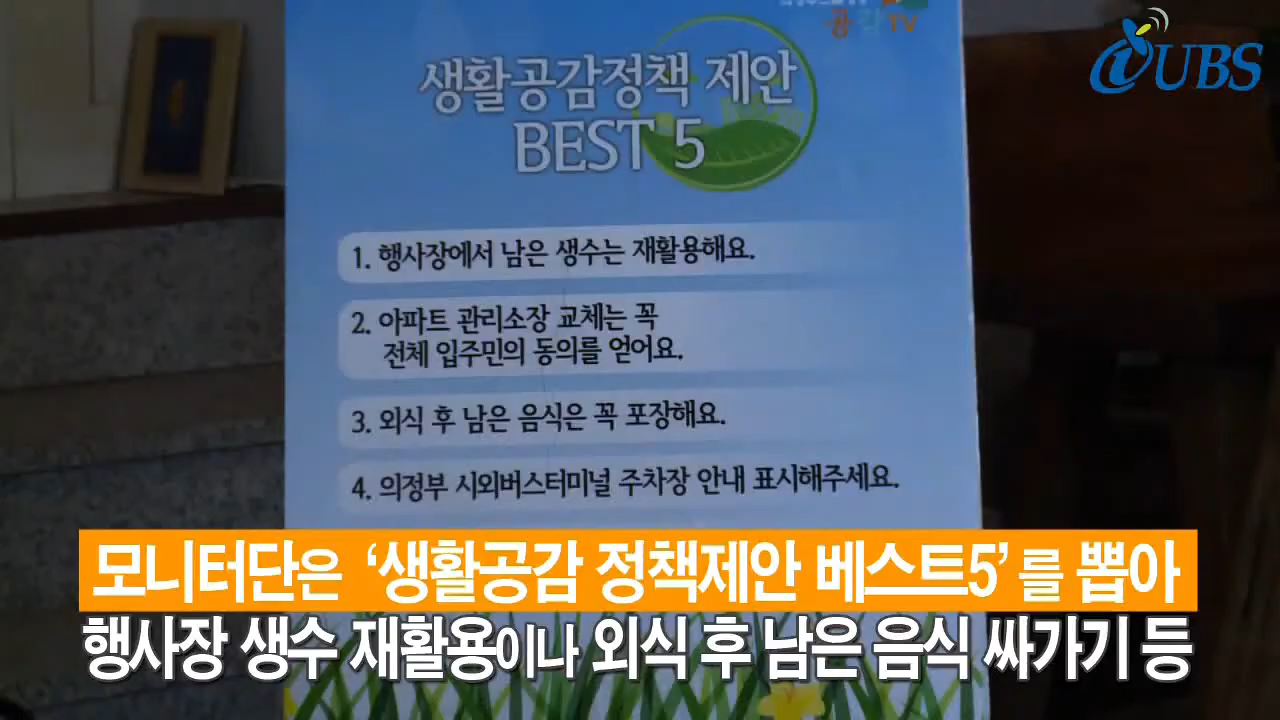 공감TV
UBS
생활공감정책 제안
BEST 5
1. 행사장에서 남은 생수는 재활용해요.
2. 아파트 관리소장 교체는 꼭
전체 입주민의 동의를 얻어요.
3. 외식 후 남은 음식은 꼭 포장해요.
4. 의정부 시외버스터미널 주차장 안내 표시해주세요.
모니터단은 ‘생활공감 정책제안 베스트5’를 뽑아
행사장 생수 재활용이나 외식 후 남은 음식 싸가기 등